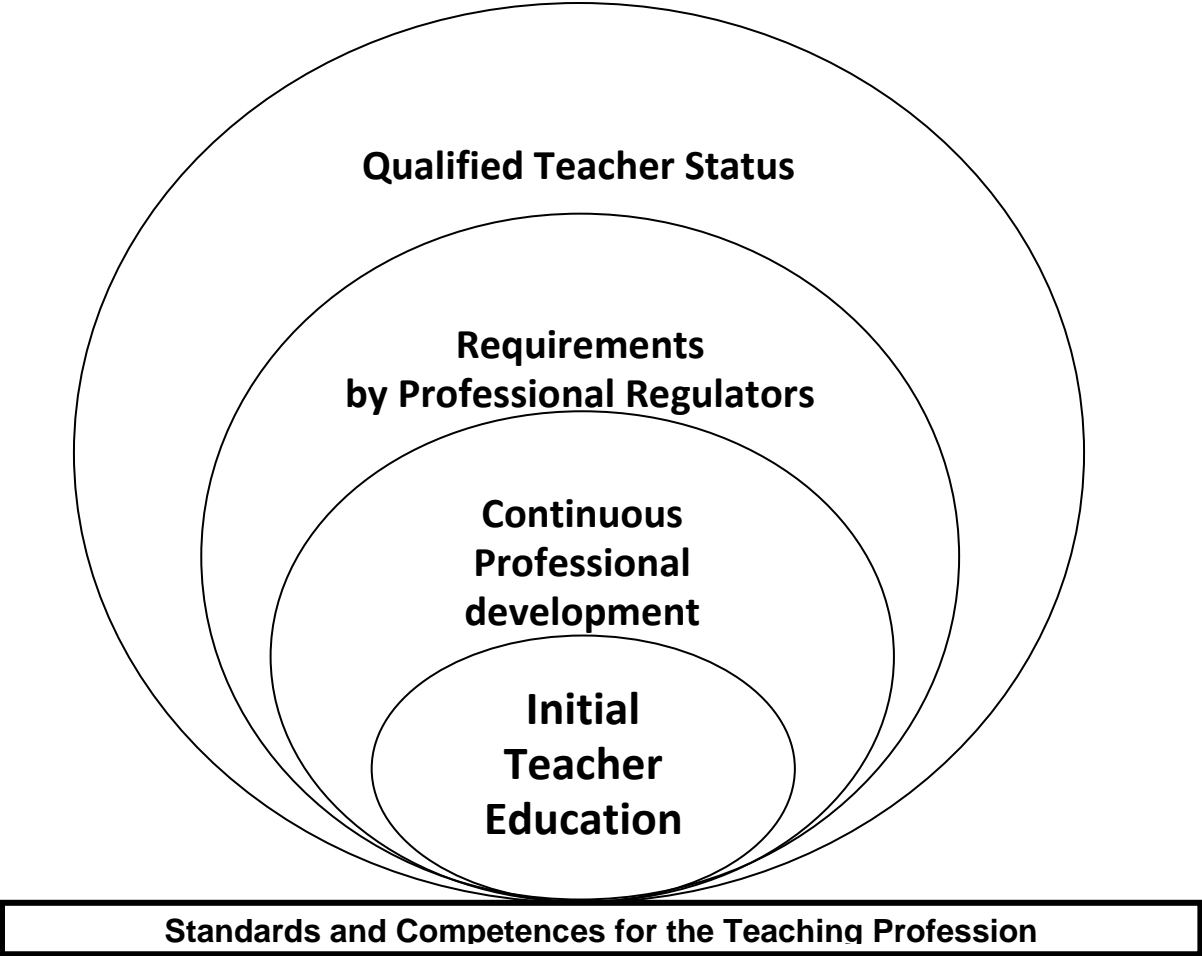 Qualified Teacher Status
Requirements
by Professional Regulators
Continuous
Professional
development
Initial
Teacher
Education
Standards and Competences for the Teaching Profession